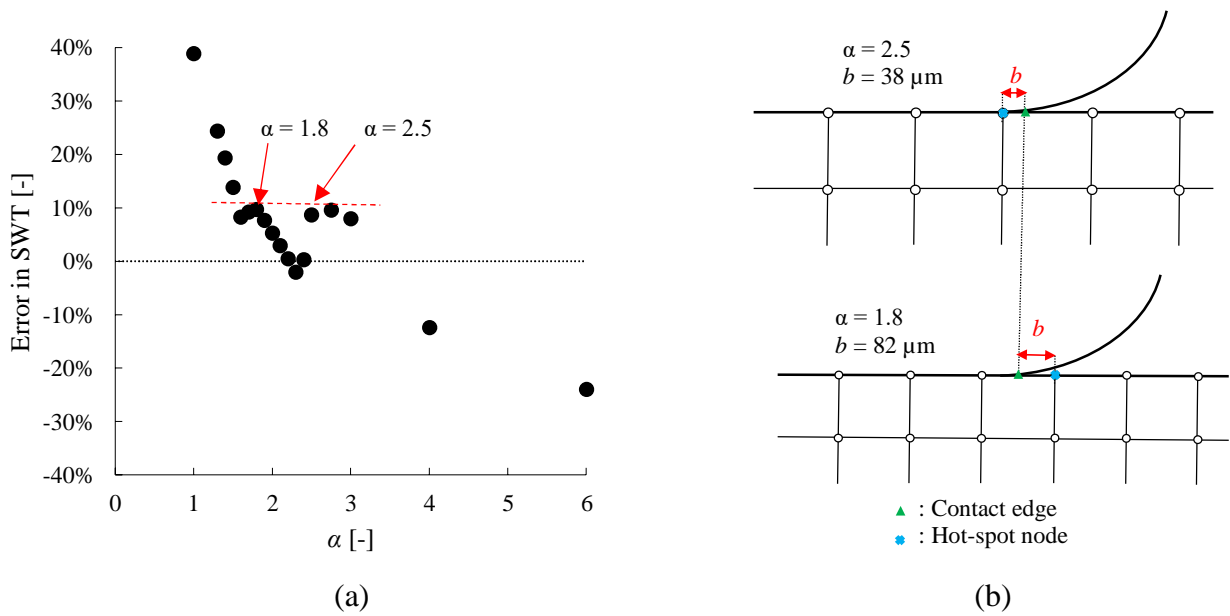 40%
30%
20%
10%
0%
-10%
-20%
-30%
-40%
Error in SWT [-]
0 1 2 3 4 5 6
α [-]
α = 1.8
α = 2.5
(a)
α = 2.5
b = 38 µm
b
α = 1.8
b = 82 µm
b
: Contact edge
: Hot-spot node
(b)